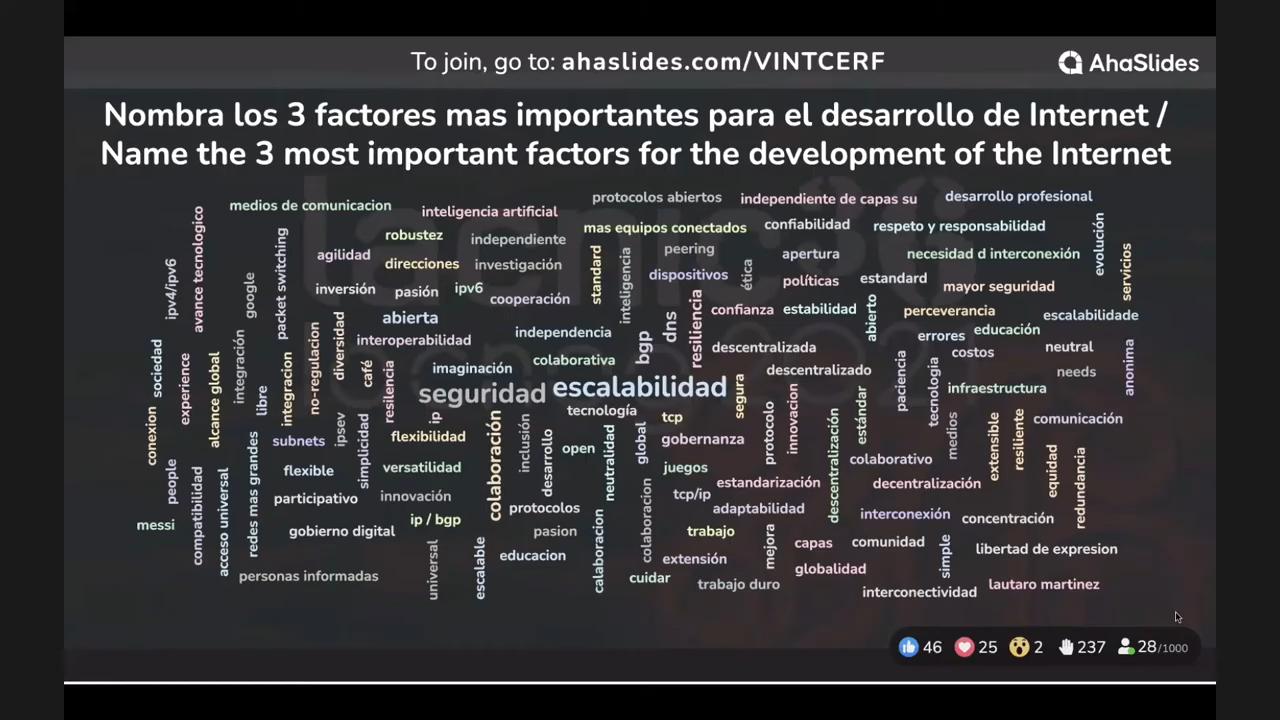 To join, go to: ahaslides.com/VINTCERF
AhaSlides
Nombra los 3 factores mas importantes para el desarrollo de Internet /
Name the 3 most important factors for the development of the Internet
protocolos abiertos
independiente de capas su
desarrollo profesional
medios de comunicacion
inteligencia artificial
mas equipos conectados
confiabilidad
respeto y responsabilidad
evolución
robustez
independiente
peering
avance tecnologico
packet switching
agilidad
direcciones
investigación
standard
inteligencia
dispositivos
ética
apertura
necesidad d interconexión
servicios
ipv4/ipv6
google
inversión
pasión
ipv6
cooperación
políticas
estandard
mayor seguridad
abierta
resiliencia
confianza
estabilidad
abierto
perseverancia
escalabilidade
interoperabilidad
independencia
bgp
dns
descentralizada
errores
educación
costos
neutral
sociedad
experience
alcance global
integración
libre
integracion
no-regulacion
diversidad
café
resilencia
imaginación
colaborativa
descentralizado
paciencia
tecnologia
needs
anonima
seguridad
escalabilidad
segura
infraestructura
conexion
tecnología
tcp
innovacion
estándar
comunicación
subnets
ipsev
simplicidad
ip
flexibilidad
colaboración
inclusión
desarrollo
open
neutralidad
global
gobernanza
protocolo
descentralización
medios
extensible
resiliente
people
compatibilidad
acceso universal
redes mas grandes
flexible
versatilidad
juegos
colaborativo
equidad
redundancia
participativo
innovación
protocolos
tcp/ip
estandarización
decentralización
messi
gobierno digital
ip / bgp
pasion
colaboracion
adaptabilidad
interconexión
concentración
calaboracion
trabajo
mejora
capas
comunidad
simple
libertad de expresion
universal
escalable
educacion
extensión
globalidad
personas informadas
cuidar
trabajo duro
interconectividad
lautaro martinez
46
25
2
237
28/1000